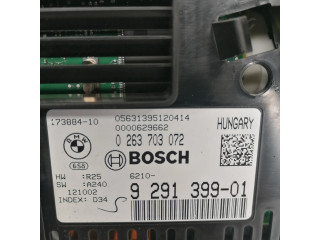 173884-10
05631395120414
0000629662
HUNGARY
0 263 703 072
BMW
BOSCH
HW :R25
6210-
SW :A240
9 291 399-01
121002
INDEX: D34